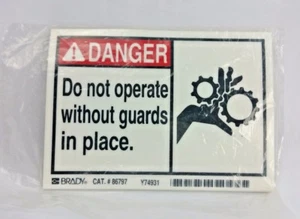 DANGER
Do not operate
without guards
in place.
BRADY CAT. # 86797 Y74931